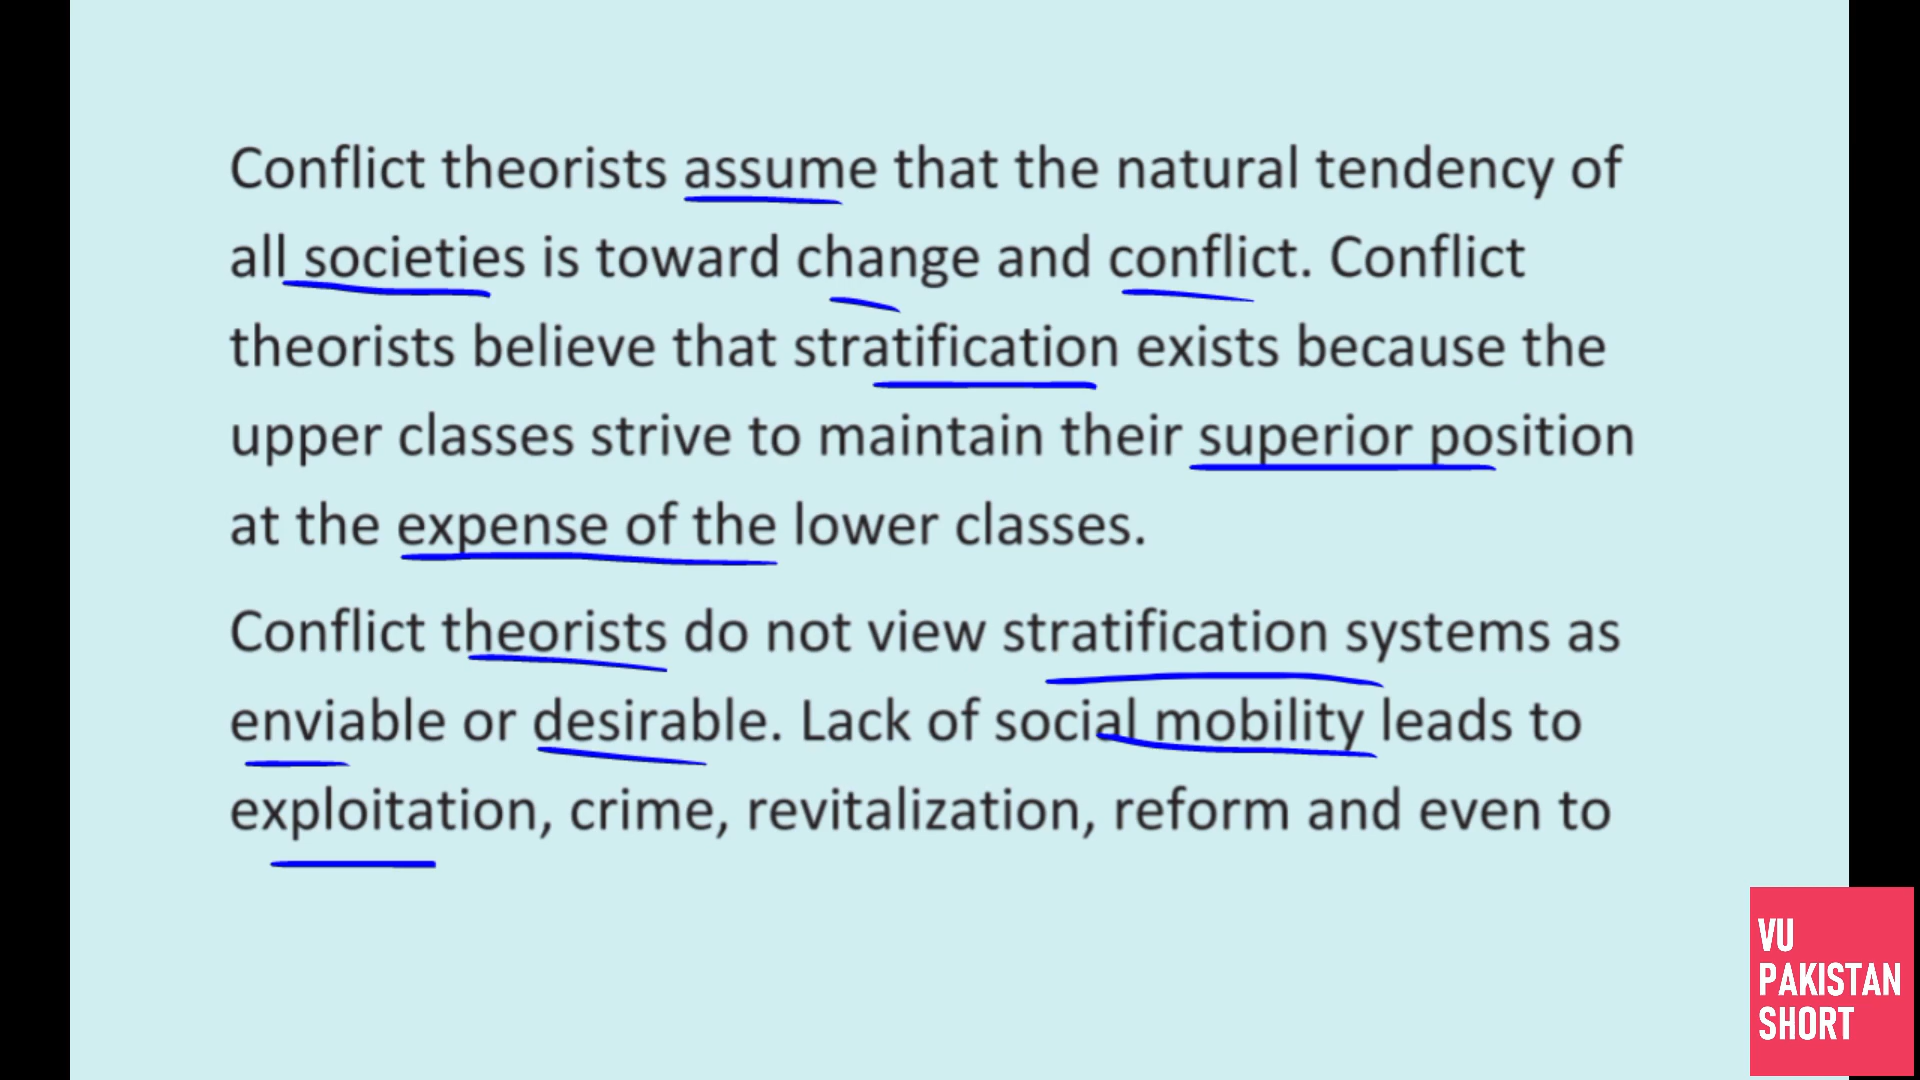 Conflict theorists assume that the natural tendency of
all societies is toward change and conflict. Conflict
theorists believe that stratification exists because the
upper classes strive to maintain their superior position
at the expense of the lower classes.
Conflict theorists do not view stratification systems as
enviable or desirable. Lack of social mobility leads to
exploitation, crime, revitalization, reform and even to
VU
PAKISTAN
SHORT